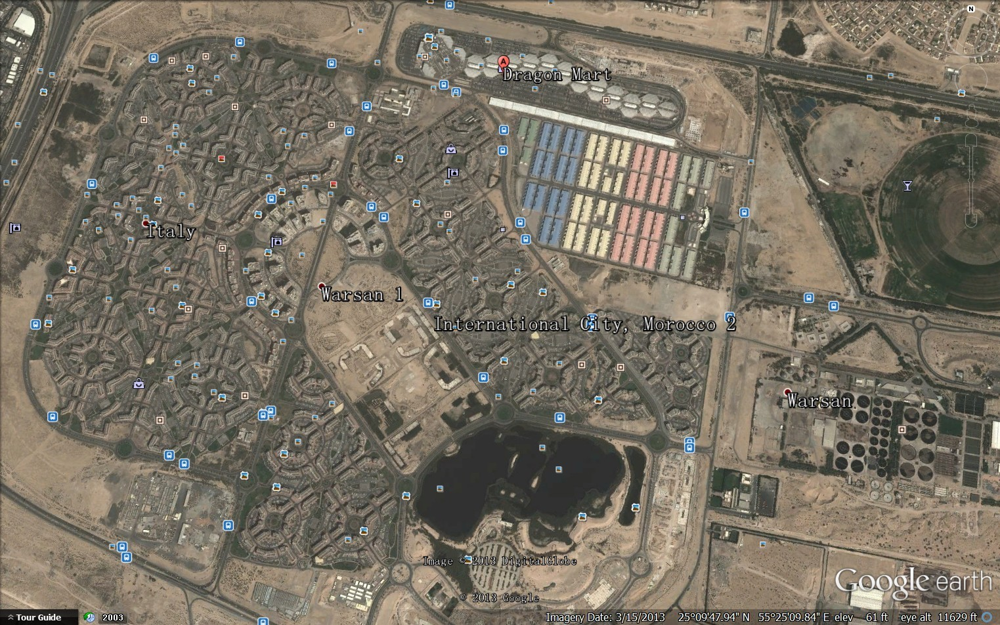 N
A
Dragon Mart
Italy
Warsan 1
International City, Morocco 2
Warsan
Image © 2013 DigitalGlobe
© 2013 Google
Google earth
Tour Guide
2003
Imagery Date: 3/15/2013 25°09'47.94" N 55°25'09.84" E elev 61 ft eye alt 11629 ft